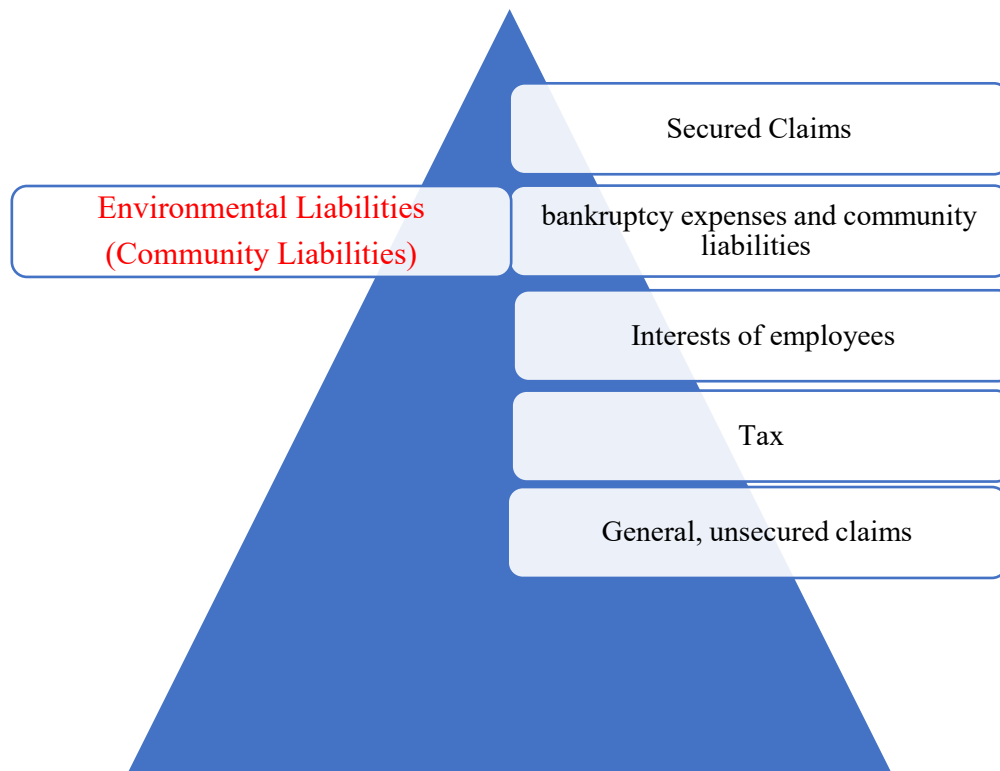 Secured Claims
Environmental Liabilities
(Community Liabilities)
bankruptcy expenses and community
liabilities
Interests of employees
Tax
General, unsecured claims